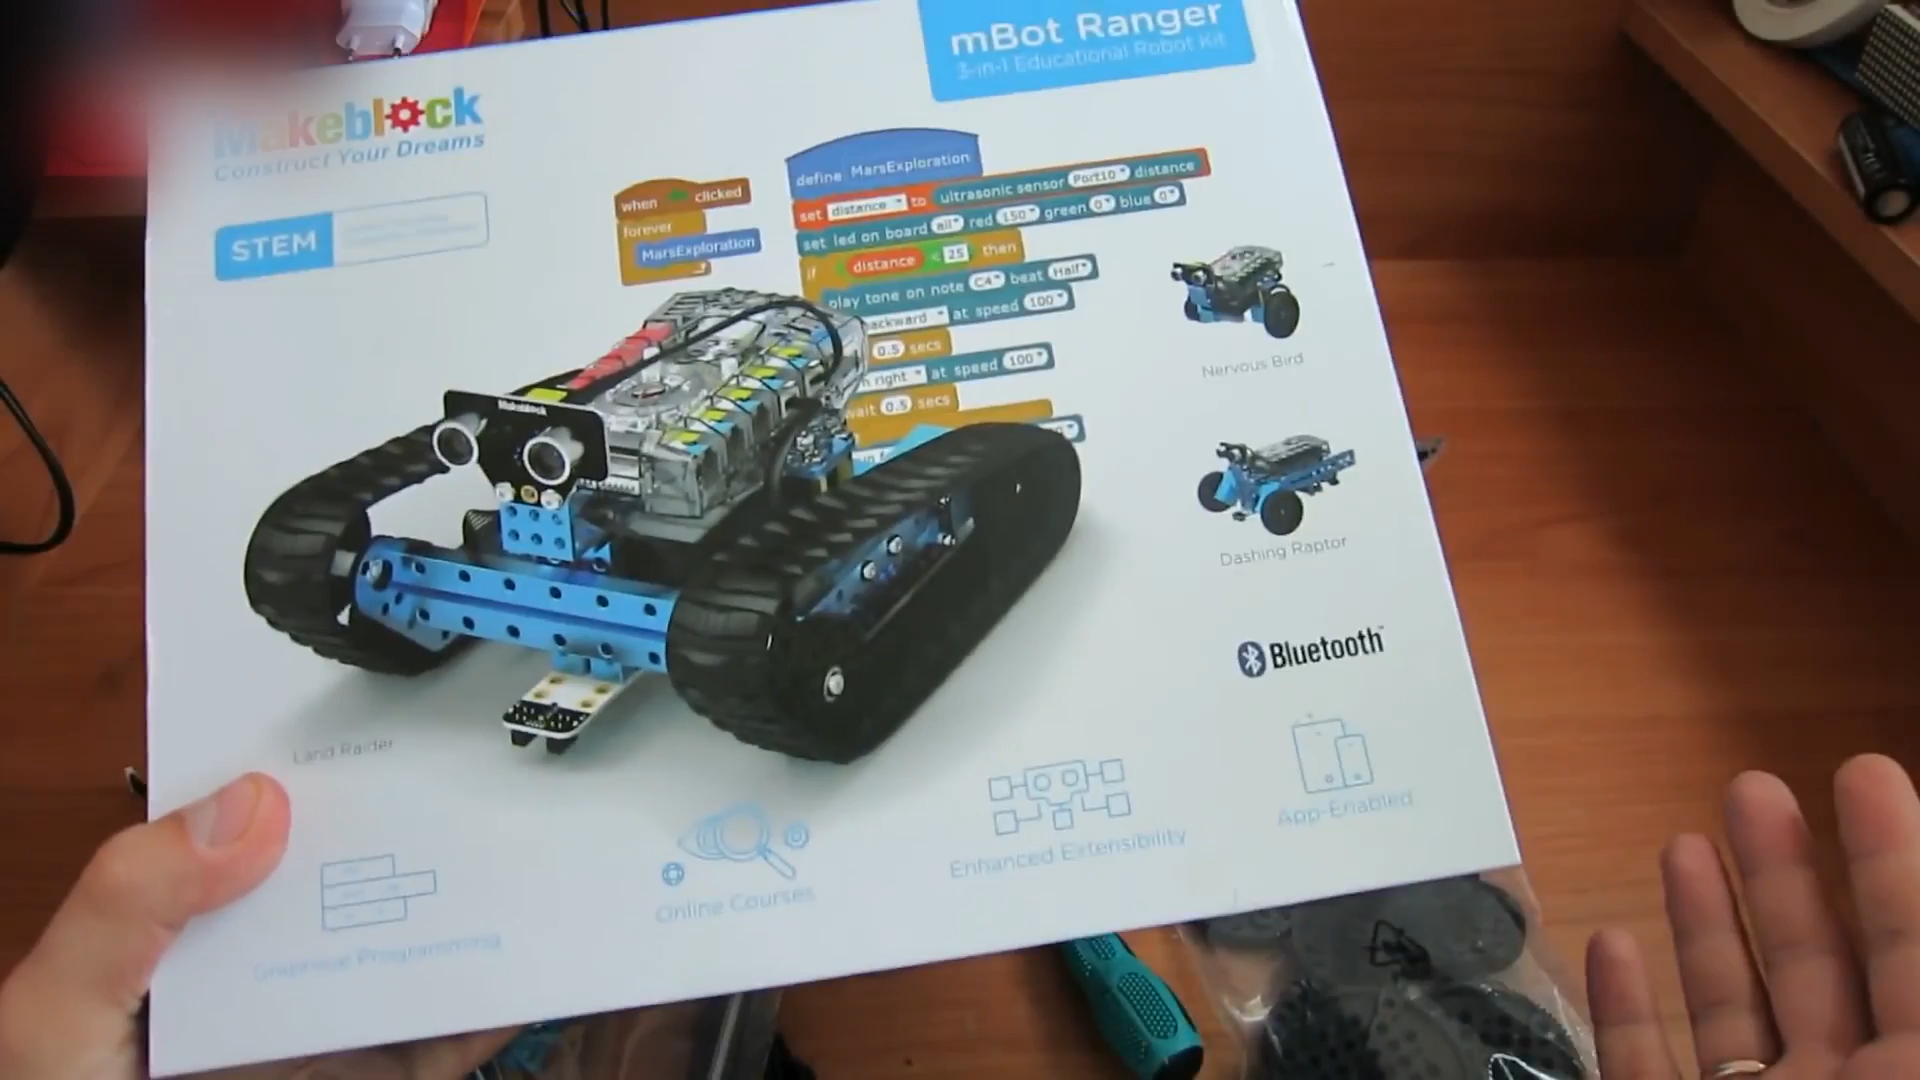 mBot Ranger
3-in-1 Educational Robot Kit
Makeblock
Construct Your Dreams
STEM
when clicked
forever
MarsExploration
define MarsExploration
set distance to ultrasonic sensor Port10 distance
set led on board all red 150 green 0 blue 0
if distance < 25 then
play tone on note C4 beat Half
ackward at speed 100
0.5 secs
n right at speed 100
wait 0.5 secs
un f
Makeblock
Nervous Bird
Dashing Raptor
Bluetooth
Land Raider
Graphical Programming
Online Courses
Enhanced Extensibility
App-Enabled